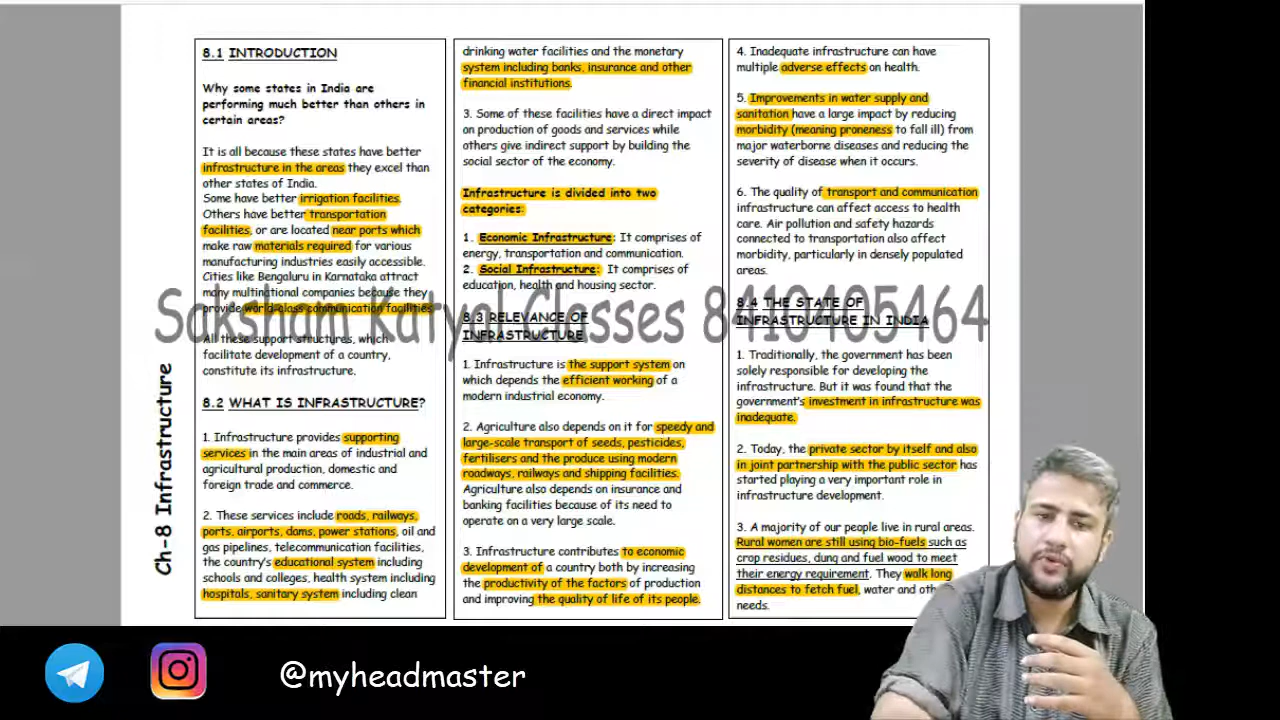 8.1 INTRODUCTION
Why some states in India are
performing much better than others in
certain areas?
It is all because these states have better
infrastructure in the areas they excel than
other states of India.
Some have better irrigation facilities.
Others have better transportation
facilities, or are located near ports which
make raw materials required for various
manufacturing industries easily accessible.
Cities like Bengaluru in Karnataka attract
many multinational companies because they
provide world-class communication facilities
All these support structures, which
facilitate development of a country,
constitute its infrastructure.
8.2 WHAT IS INFRASTRUCTURE?
1. Infrastructure provides supporting
services in the main areas of industrial and
agricultural production, domestic and
foreign trade and commerce.
2. These services include roads, railways,
ports, airports, dams, power stations, oil and
gas pipelines, telecommunication facilities,
the country's educational system including
schools and colleges, health system including
hospitals, sanitary system including clean
drinking water facilities and the monetary
system including banks, insurance and other
financial institutions.
3. Some of these facilities have a direct impact
on production of goods and services while
others give indirect support by building the
social sector of the economy.
Infrastructure is divided into two
categories:
1. Economic Infrastructure: It comprises of
energy, transportation and communication.
2. Social Infrastructure: It comprises of
education, health and housing sector.
8.3 RELEVANCE OF
INFRASTRUCTURE
1. Infrastructure is the support system on
which depends the efficient working of a
modern industrial economy.
2. Agriculture also depends on it for speedy and
large-scale transport of seeds, pesticides,
fertilisers and the produce using modern
roadways, railways and shipping facilities.
Agriculture also depends on insurance and
banking facilities because of its need to
operate on a very large scale.
3. Infrastructure contributes to economic
development of a country both by increasing
the productivity of the factors of production
and improving the quality of life of its people.
4. Inadequate infrastructure can have
multiple adverse effects on health.
5. Improvements in water supply and
sanitation have a large impact by reducing
morbidity (meaning proneness to fall ill) from
major waterborne diseases and reducing the
severity of disease when it occurs.
6. The quality of transport and communication
infrastructure can affect access to health
care. Air pollution and safety hazards
connected to transportation also affect
morbidity, particularly in densely populated
areas.
8.4 THE STATE OF
INFRASTRUCTURE IN INDIA
1. Traditionally, the government has been
solely responsible for developing the
infrastructure. But it was found that the
government's investment in infrastructure was
inadequate.
2. Today, the private sector by itself and also
in joint partnership with the public sector has
started playing a very important role in
infrastructure development.
3. A majority of our people live in rural areas.
Rural women are still using bio-fuels such as
crop residues, dung and fuel wood to meet
their energy requirement. They walk long
distances to fetch fuel, water and
needs.
Saksham Katyal Classes 8410405464
Ch-8 Infrastructure
@myheadmaster